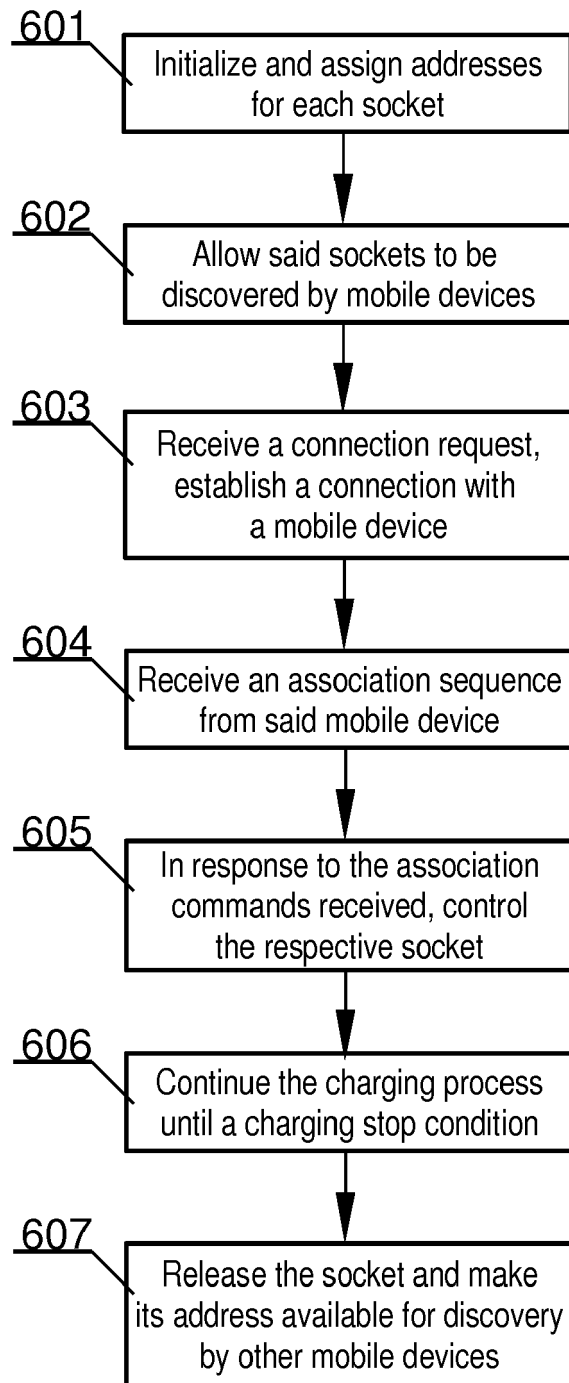 601
Initialize and assign addresses
for each socket
602
Allow said sockets to be
discovered by mobile devices
603
Receive a connection request,
establish a connection with
a mobile device
604
Receive an association sequence
from said mobile device
605
In response to the association
commands received, control
the respective socket
606
Continue the charging process
until a charging stop condition
607
Release the socket and make
its address available for discovery
by other mobile devices